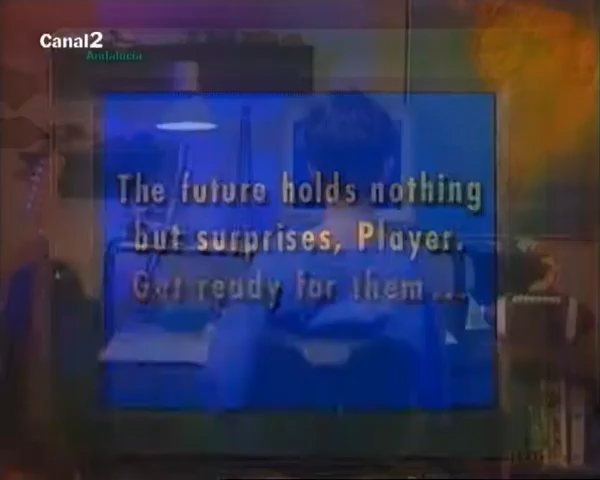 Canal2
Andalucía
The future holds nothing
but surprises, Player.
Get ready for them...